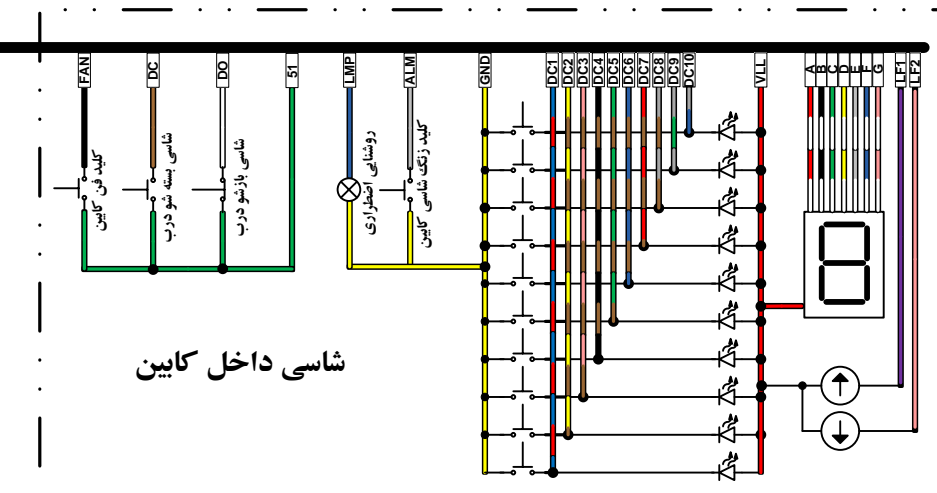 FAN
DC
DO
51
LMP
ALM
GND
DC1
DC2
DC3
DC4
DC5
DC6
DC7
DC8
DC9
DC10
VLL
A
B
C
D
E
F
G
LF1
LF2
کلید فن کابین
شاسی بسته شو درب
شاسی بازشو درب
روشنایی اضطراری
کلید زنگ شاسی کابین
شاسی داخل کابین